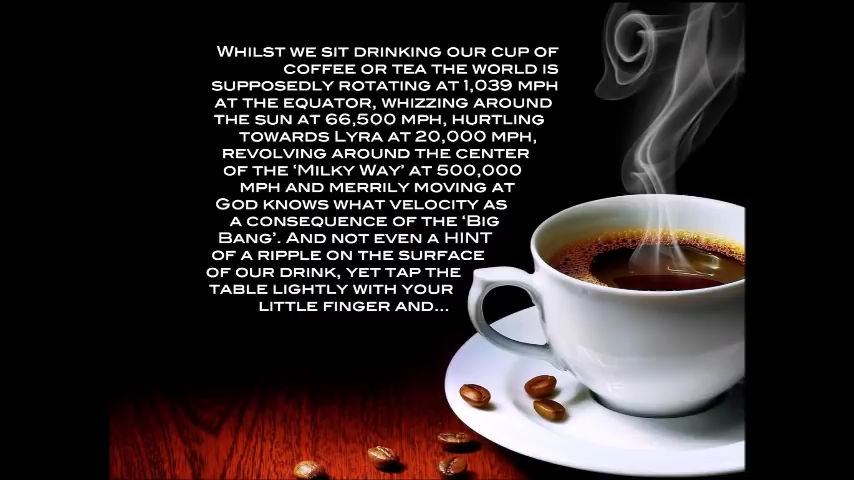 Whilst we sit drinking our cup of
coffee or tea the world is
supposedly rotating at 1,039 mph
at the equator, whizzing around
the sun at 66,500 mph, hurtling
towards Lyra at 20,000 mph,
revolving around the center
of the ‘Milky Way’ at 500,000
mph and merrily moving at
God knows what velocity as
a consequence of the ‘Big
Bang’. And not even a HINT
of a ripple on the surface
of our drink, yet tap the
table lightly with your
little finger and...